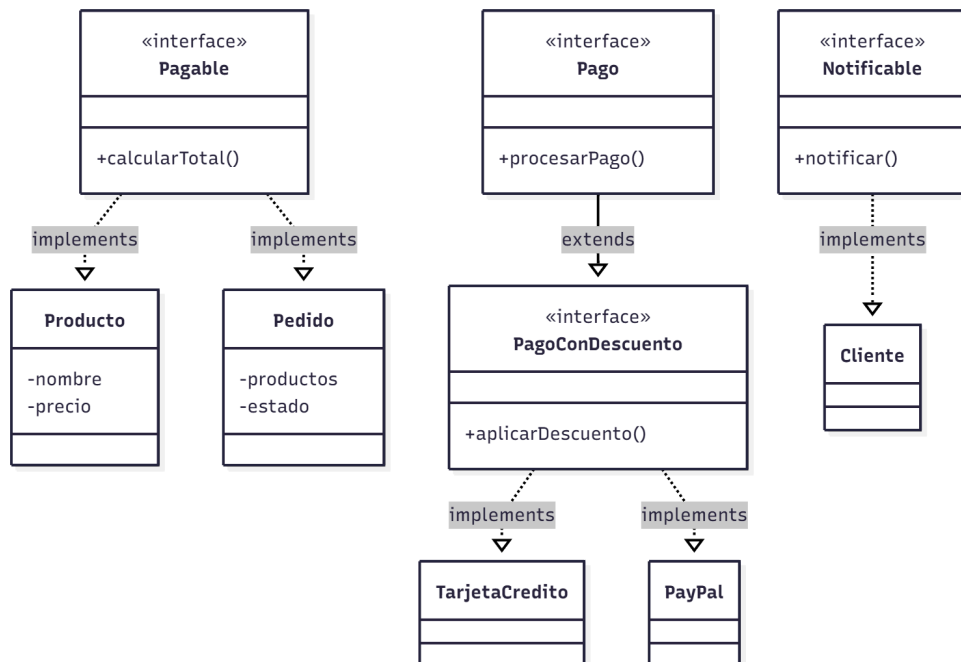 «interface»
Pagable
+calcularTotal()
«interface»
Pago
+procesarPago()
«interface»
Notificable
+notificar()
implements
implements
extends
implements
Producto
-nombre
-precio
Pedido
-productos
-estado
«interface»
PagoConDescuento
+aplicarDescuento()
Cliente
implements
implements
TarjetaCredito
PayPal